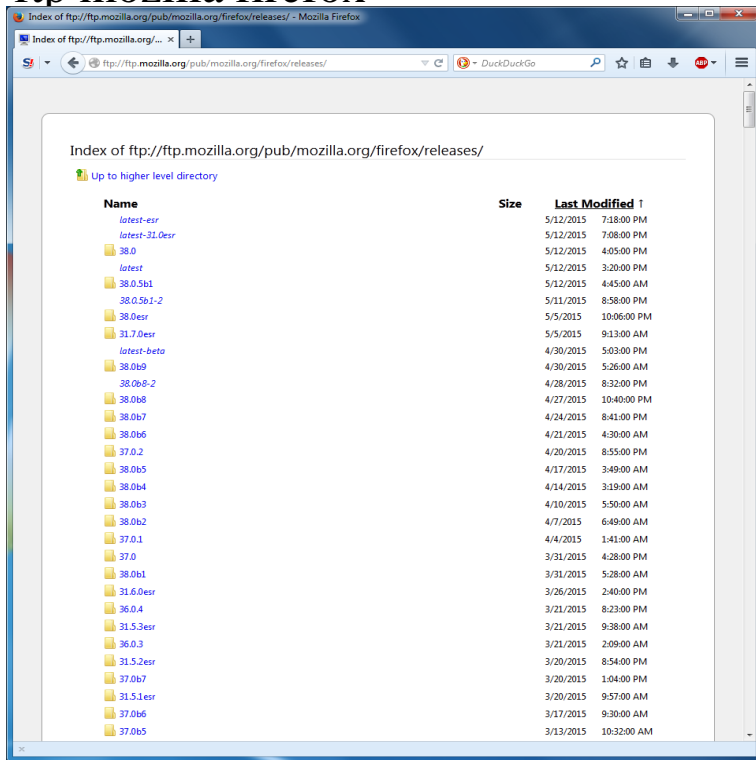 ftp mozilla firefox
Index of ftp://ftp.mozilla.org/pub/mozilla.org/firefox/releases/ - Mozilla Firefox
Index of ftp://ftp.mozilla.org/... × +
S ftp://ftp.mozilla.org/pub/mozilla.org/firefox/releases/ DuckDuckGo ABP
Index of ftp://ftp.mozilla.org/pub/mozilla.org/firefox/releases/
Up to higher level directory
Name Size Last Modified ↑
latest-esr 5/12/2015 7:18:00 PM
latest-31.0esr 5/12/2015 7:08:00 PM
38.0 5/12/2015 4:05:00 PM
latest 5/12/2015 3:20:00 PM
38.0.5b1 5/12/2015 4:45:00 AM
38.0.5b1-2 5/11/2015 8:58:00 PM
38.0esr 5/5/2015 10:06:00 PM
31.7.0esr 5/5/2015 9:13:00 AM
latest-beta 4/30/2015 5:03:00 PM
38.0b9 4/30/2015 5:26:00 AM
38.0b8-2 4/28/2015 8:32:00 PM
38.0b8 4/27/2015 10:40:00 PM
38.0b7 4/24/2015 8:41:00 PM
38.0b6 4/21/2015 4:30:00 AM
37.0.2 4/20/2015 8:55:00 PM
38.0b5 4/17/2015 3:49:00 AM
38.0b4 4/14/2015 3:19:00 AM
38.0b3 4/10/2015 5:50:00 AM
38.0b2 4/7/2015 6:49:00 AM
37.0.1 4/4/2015 1:41:00 AM
37.0 3/31/2015 4:28:00 PM
38.0b1 3/31/2015 5:28:00 AM
31.6.0esr 3/26/2015 2:40:00 PM
36.0.4 3/21/2015 8:23:00 PM
31.5.3esr 3/21/2015 9:38:00 AM
36.0.3 3/21/2015 2:09:00 AM
31.5.2esr 3/20/2015 8:54:00 PM
37.0b7 3/20/2015 1:04:00 PM
31.5.1esr 3/20/2015 9:57:00 AM
37.0b6 3/17/2015 9:30:00 AM
37.0b5 3/13/2015 10:32:00 AM